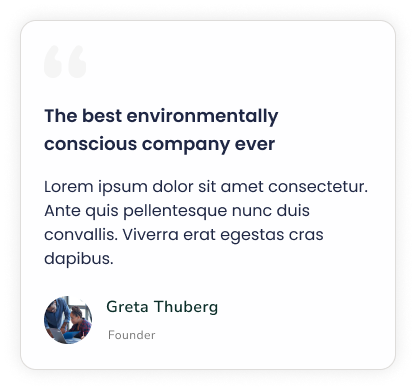 “
The best environmentally
conscious company ever
Lorem ipsum dolor sit amet consectetur.
Ante quis pellentesque nunc duis
convallis. Viverra erat egestas cras
dapibus.
Greta Thuberg
Founder